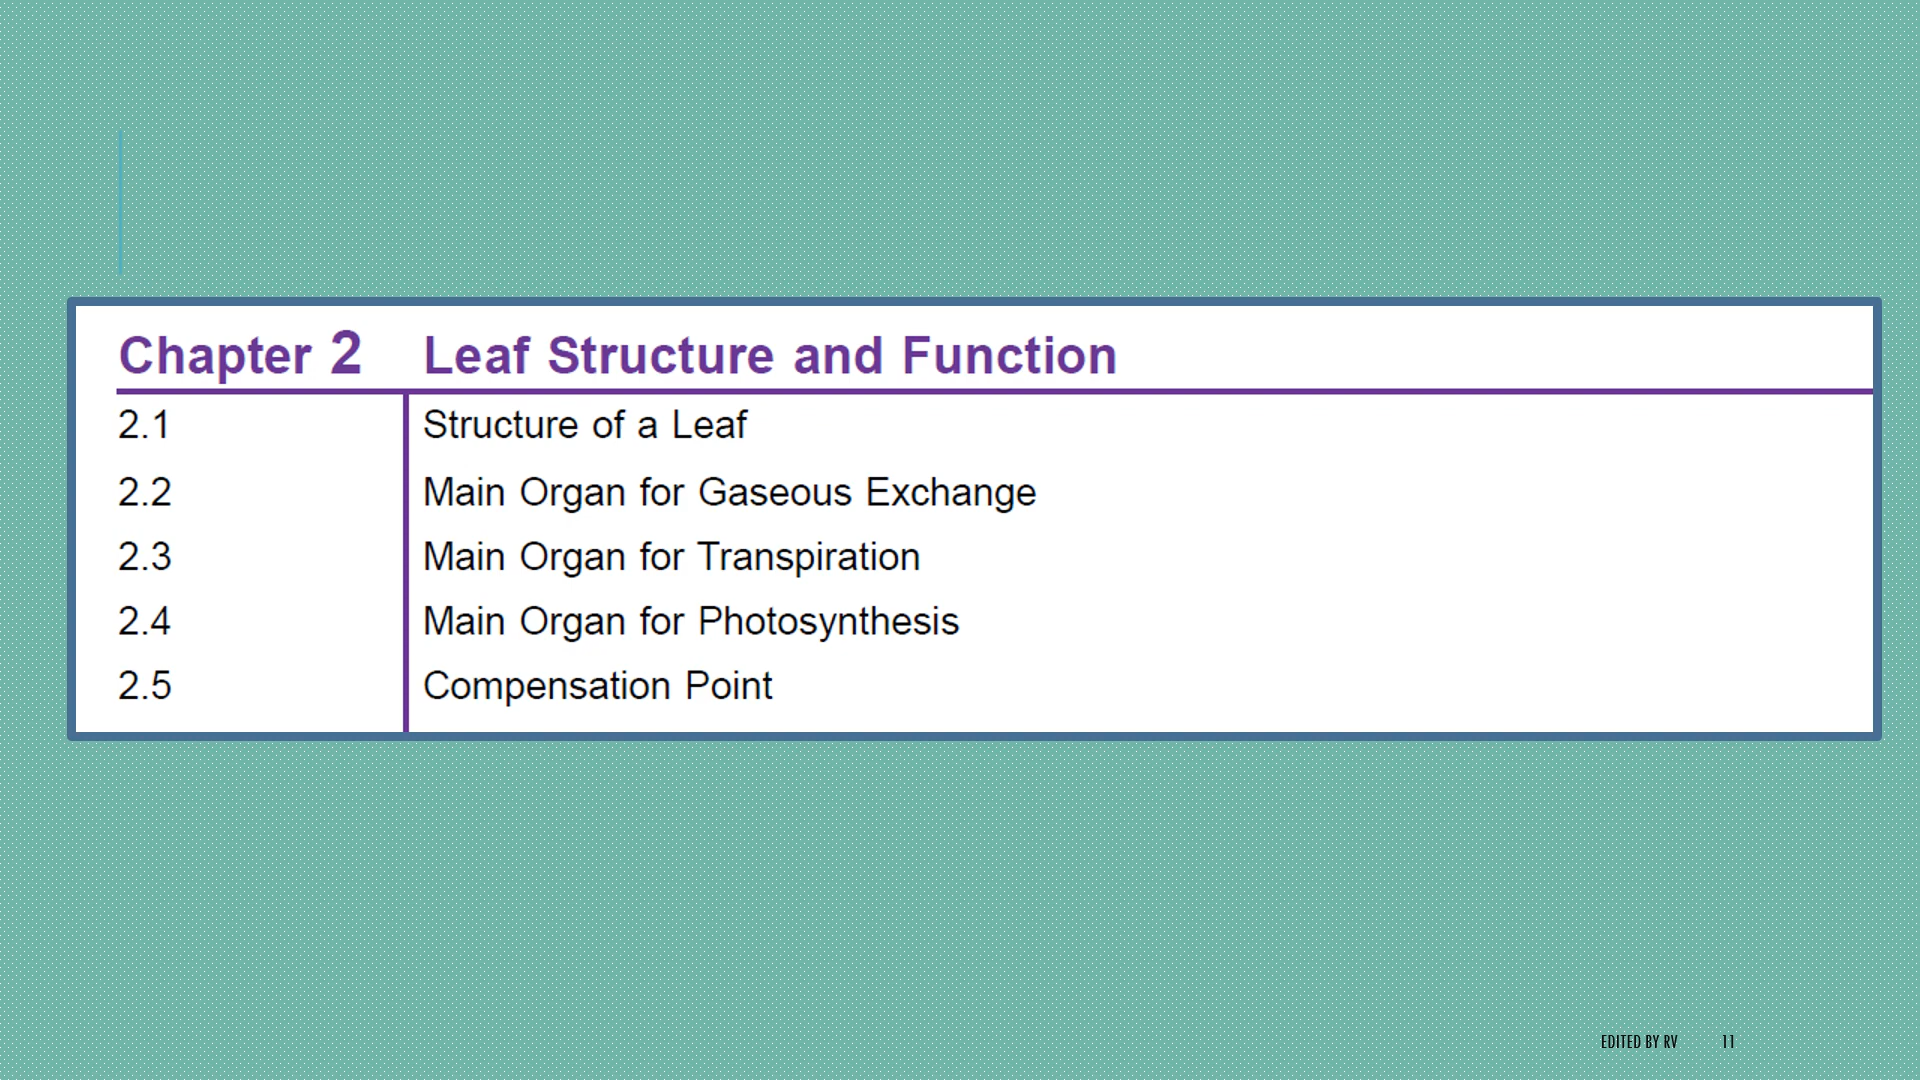 Chapter 2 Leaf Structure and Function
2.1 Structure of a Leaf
2.2 Main Organ for Gaseous Exchange
2.3 Main Organ for Transpiration
2.4 Main Organ for Photosynthesis
2.5 Compensation Point
EDITED BY RV 11